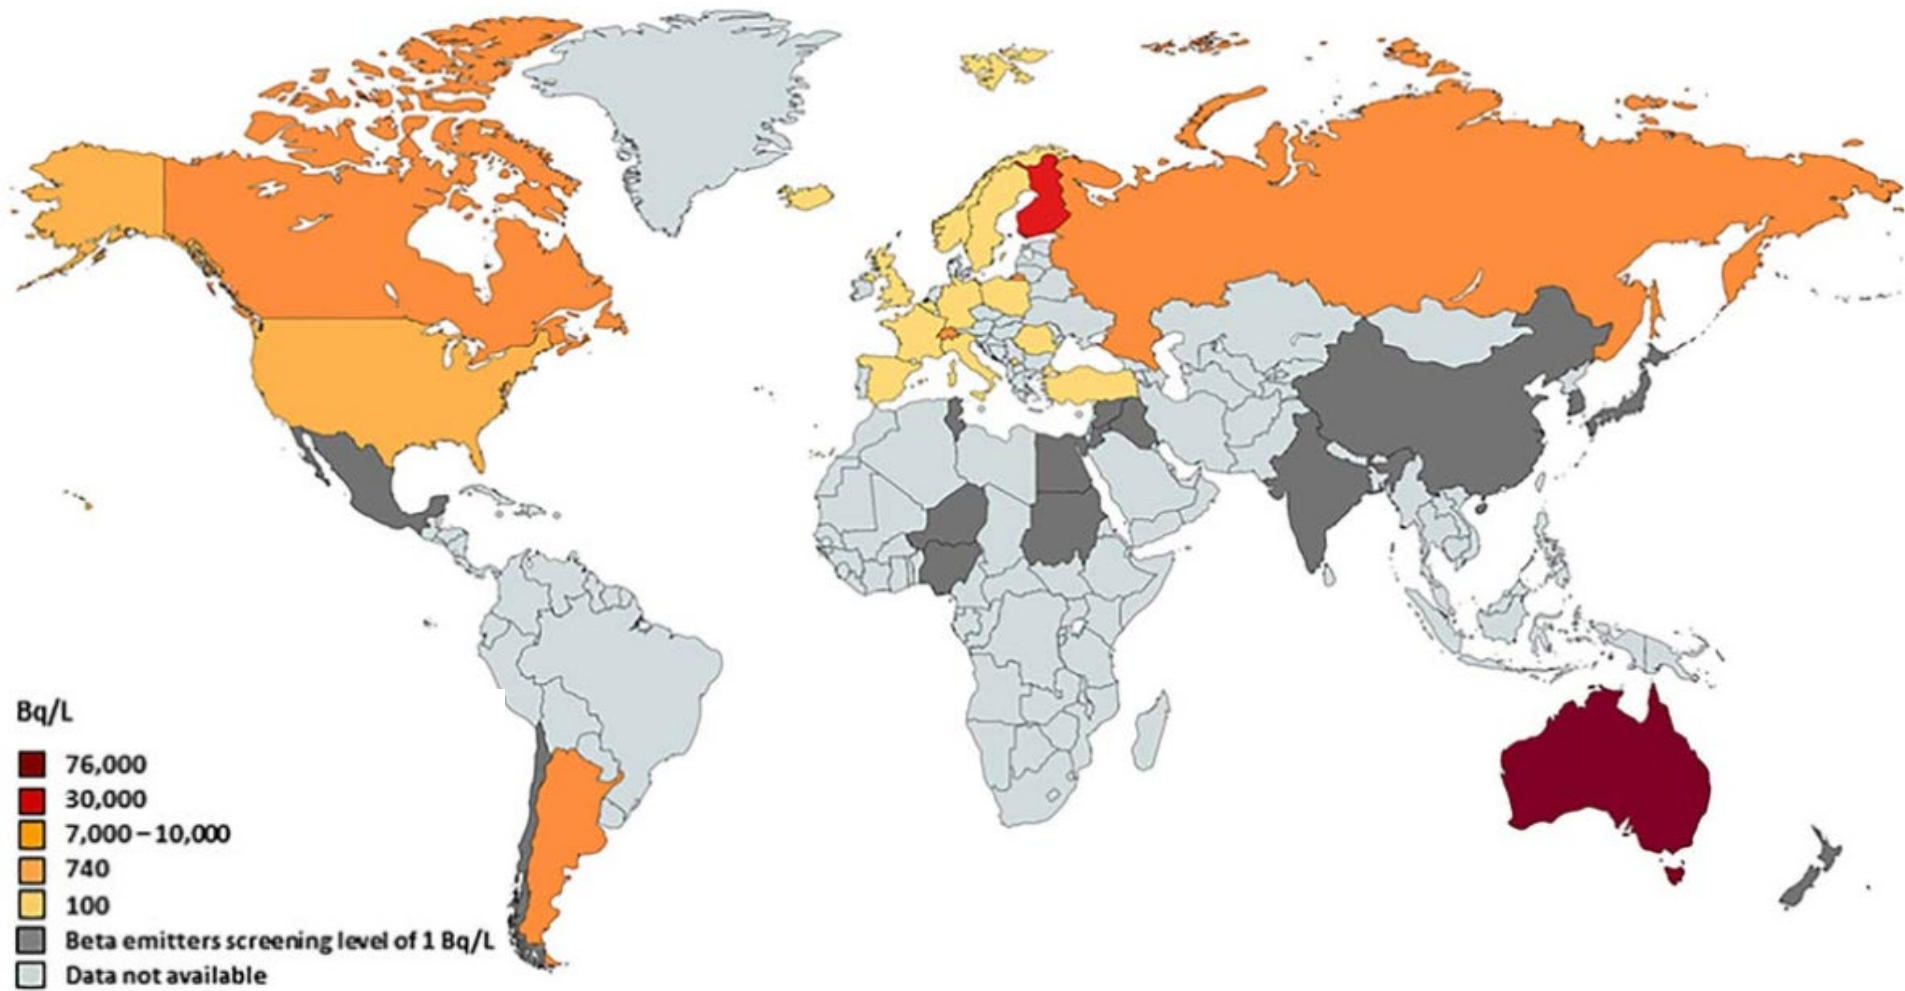 Bq/L
76,000
30,000
7,000 – 10,000
740
100
Beta emitters screening level of 1 Bq/L
Data not available